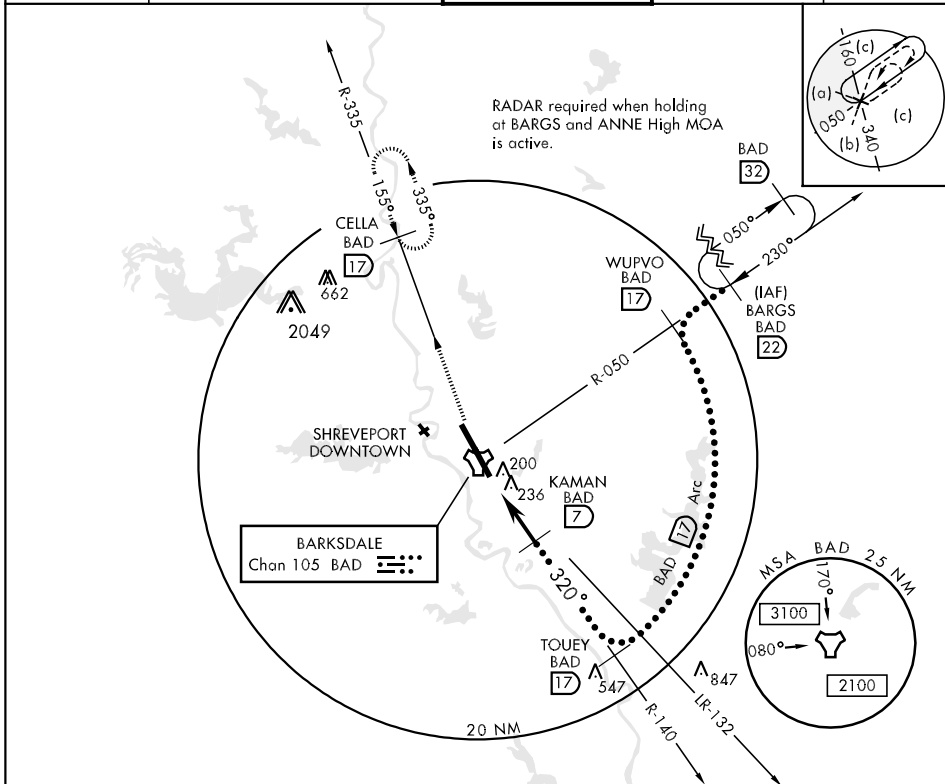 R-335
RADAR required when holding
at BARGS and ANNE High MOA
is active.
160
(c)
(a)
050
(b)
340
(c)
BAD
32
155°
335°
050°
230°
CELLA
BAD
17
WUPVO
BAD
17
(IAF)
BARGS
BAD
22
662
2049
R-050
SHREVEPORT
DOWNTOWN
200
236
KAMAN
BAD
7
BARKSDALE
Chan 105 BAD
320°
BAD 17 Arc
MSA BAD 25 NM
170°
3100
080°
2100
TOUEY
BAD
17
547
847
R-140
LR-132
20 NM